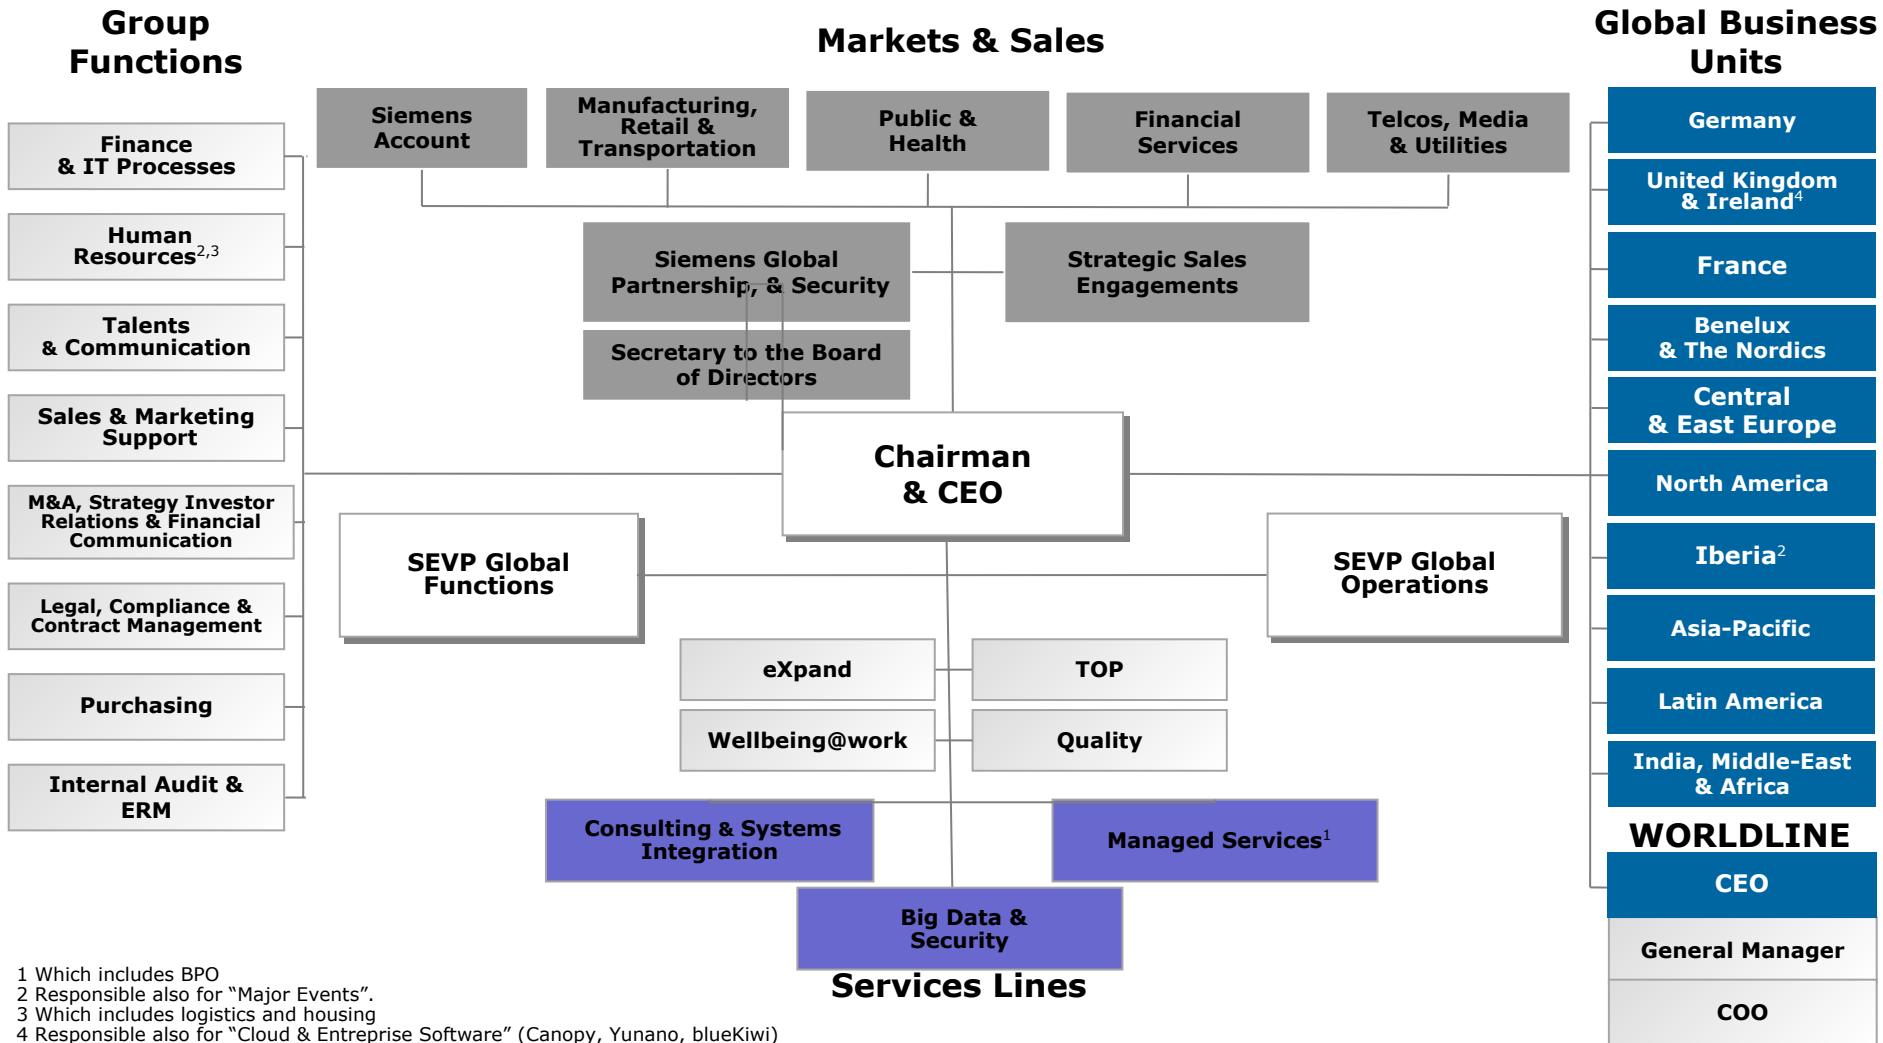 Group
Functions
Finance
& IT Processes
Human
Resources2,3
Talents
& Communication
Sales & Marketing
Support
M&A, Strategy Investor
Relations & Financial
Communication
Legal, Compliance &
Contract Management
Purchasing
Internal Audit &
ERM
Markets & Sales
Siemens
Account
Manufacturing,
Retail &
Transportation
Public &
Health
Financial
Services
Telcos, Media
& Utilities
Siemens Global
Partnership, & Security
Strategic Sales
Engagements
Secretary to the Board
of Directors
Chairman
& CEO
SEVP Global
Functions
SEVP Global
Operations
eXpand
TOP
Wellbeing@work
Quality
Consulting & Systems
Integration
Managed Services1
Big Data &
Security
Services Lines
Global Business
Units
Germany
United Kingdom
& Ireland4
France
Benelux
& The Nordics
Central
& East Europe
North America
Iberia2
Asia-Pacific
Latin America
India, Middle-East
& Africa
WORLDLINE
CEO
General Manager
COO
1 Which includes BPO
2 Responsible also for “Major Events”.
3 Which includes logistics and housing
4 Responsible also for “Cloud & Entreprise Software” (Canopy, Yunano, blueKiwi)